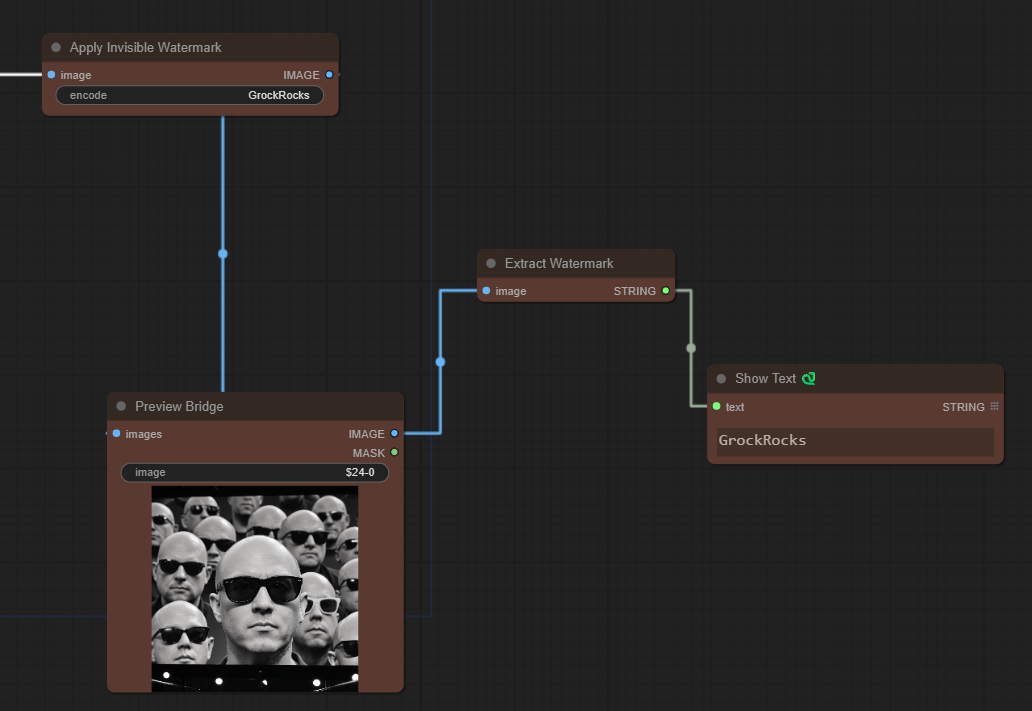 Apply Invisible Watermark
image IMAGE
encode GrockRocks
Extract Watermark
image STRING
Show Text
text STRING
GrockRocks
Preview Bridge
images IMAGE
MASK
image $24-0